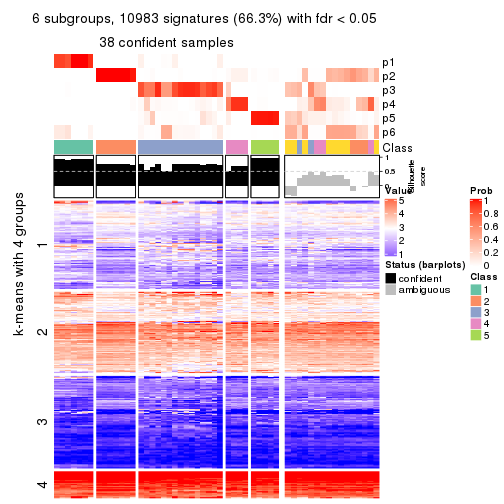 6 subgroups, 10983 signatures (66.3%) with fdr < 0.05
38 confident samples
p1
p2
p3
p4
p5
p6
Class
1
0.5
0
Silhouette
score
k-means with 4 groups
1
2
3
4
Value
5
4
3
2
1
Status (barplots)
confident
ambiguous
Prob
1
0.8
0.6
0.4
0.2
0
Class
1
2
3
4
5